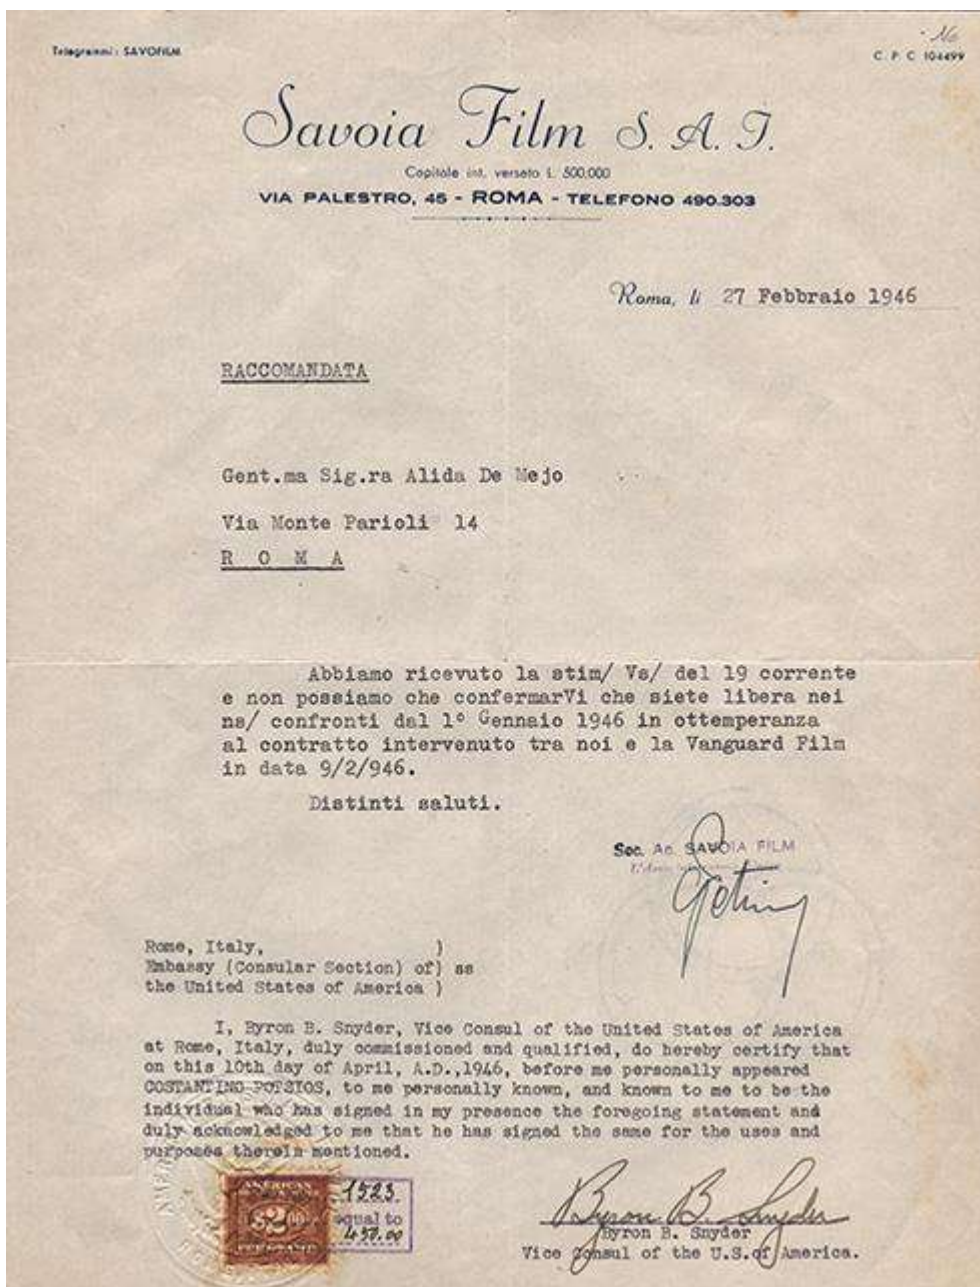 Telegrammi: SAVOFILM
C. P. C. 104499
Savoia Film S. A. I.
Capitale int. versato L. 500.000
VIA PALESTRO, 45 - ROMA - TELEFONO 490.303
Roma, li 27 Febbraio 1946
RACCOMANDATA
Gent.ma Sig.ra Alida De Mejo
Via Monte Parioli 14
R O M A
Abbiamo ricevuto la stim/ Vs/ del 19 corrente
e non possiamo che confermarVi che siete libera nei
ns/ confronti dal 1° Gennaio 1946 in ottemperanza
al contratto intervenuto tra noi e la Vanguard Film
in data 9/2/946.
Distinti saluti.
Soc. An. SAVOIA FILM
Rome, Italy, )
Embassy (Consular Section) of) ss
the United States of America )
I, Byron B. Snyder, Vice Consul of the United States of America
at Rome, Italy, duly commissioned and qualified, do hereby certify that
on this 10th day of April, A.D.,1946, before me personally appeared
COSTANTINO POTSIOS, to me personally known, and known to me to be the
individual who has signed in my presence the foregoing statement and
duly acknowledged to me that he has signed the same for the uses and
purposes therein mentioned.
AMERICAN
$2.00
1523
equal to
450.00
Byron B. Snyder
Byron B. Snyder
Vice Consul of the U.S.of America.